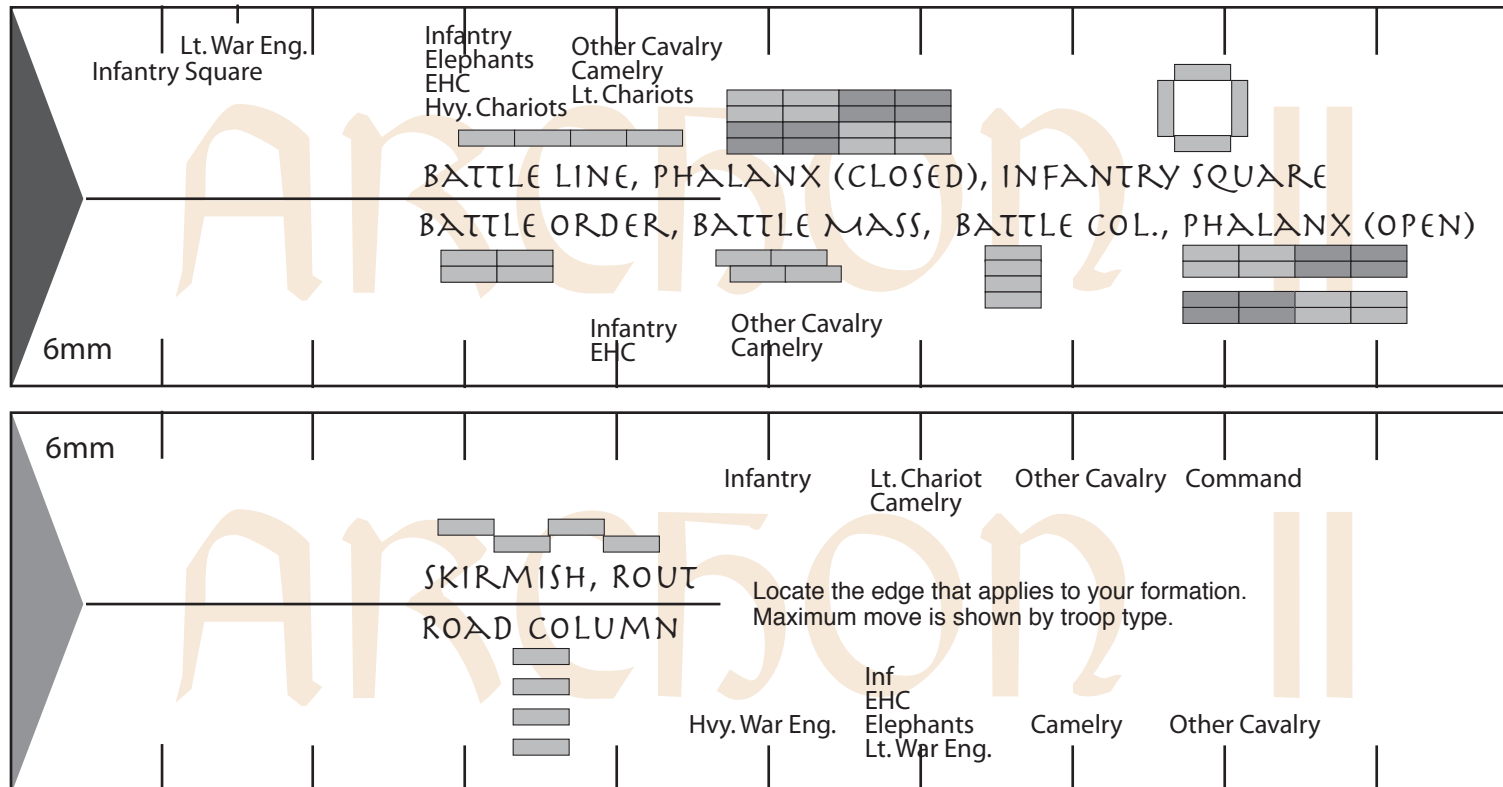 Lt. War Eng.
Infantry Square
Infantry
Elephants
EHC
Hvy. Chariots
Other Cavalry
Camelry
Lt. Chariots
ARCHON II
BATTLE LINE, PHALANX (CLOSED), INFANTRY SQUARE
BATTLE ORDER, BATTLE MASS, BATTLE COL., PHALANX (OPEN)
Infantry
EHC
Other Cavalry
Camelry
6mm
6mm
Infantry
Lt. Chariot
Camelry
Other Cavalry
Command
ARCHON II
SKIRMISH, ROUT
Locate the edge that applies to your formation.
Maximum move is shown by troop type.
ROAD COLUMN
Hvy. War Eng.
Inf
EHC
Elephants
Lt. War Eng.
Camelry
Other Cavalry